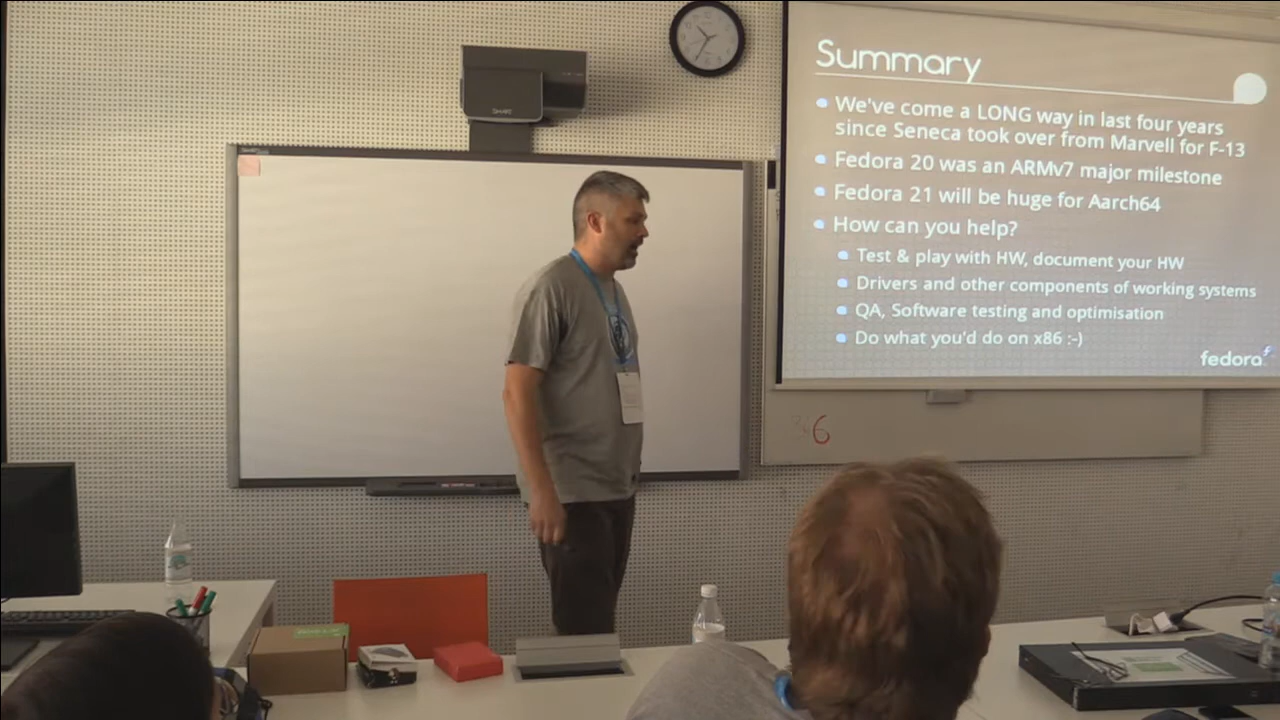 SMART
Summary
We've come a LONG way in last four years
since Seneca took over from Marvell for F-13
Fedora 20 was an ARMv7 major milestone
Fedora 21 will be huge for Aarch64
How can you help?
Test & play with HW, document your HW
Drivers and other components of working systems
QA, Software testing and optimisation
Do what you'd do on x86 :-)
fedora
6